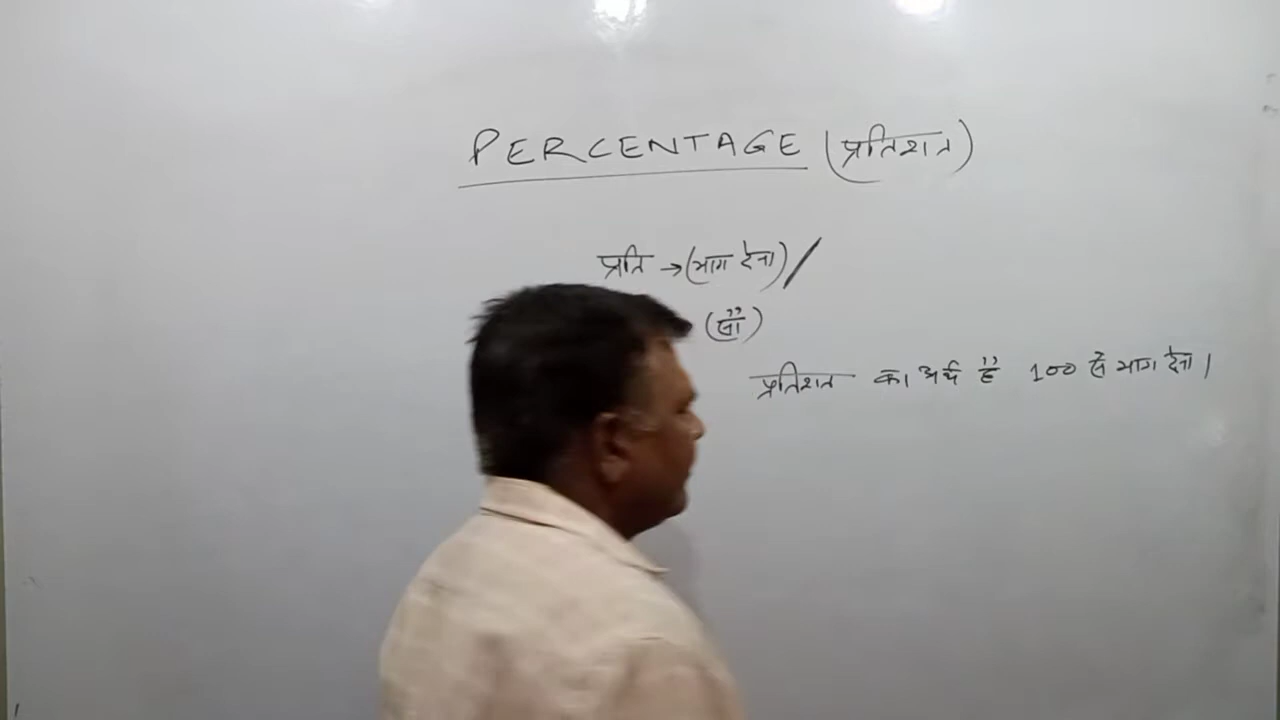 PERCENTAGE (प्रतिशत)
प्रति → (भाग देना) /
(सौ)
प्रतिशत का अर्थ है 100 से भाग देना।